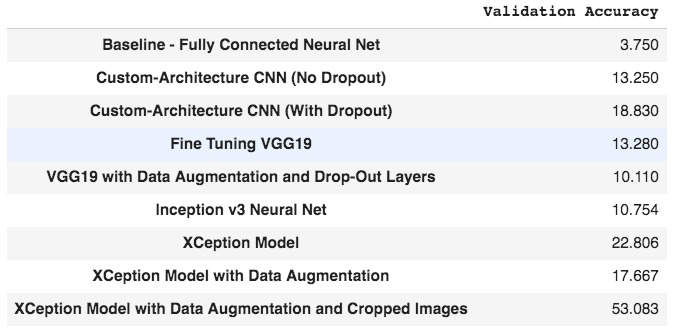 Validation Accuracy
Baseline - Fully Connected Neural Net 3.750
Custom-Architecture CNN (No Dropout) 13.250
Custom-Architecture CNN (With Dropout) 18.830
Fine Tuning VGG19 13.280
VGG19 with Data Augmentation and Drop-Out Layers 10.110
Inception v3 Neural Net 10.754
XCeption Model 22.806
XCeption Model with Data Augmentation 17.667
XCeption Model with Data Augmentation and Cropped Images 53.083